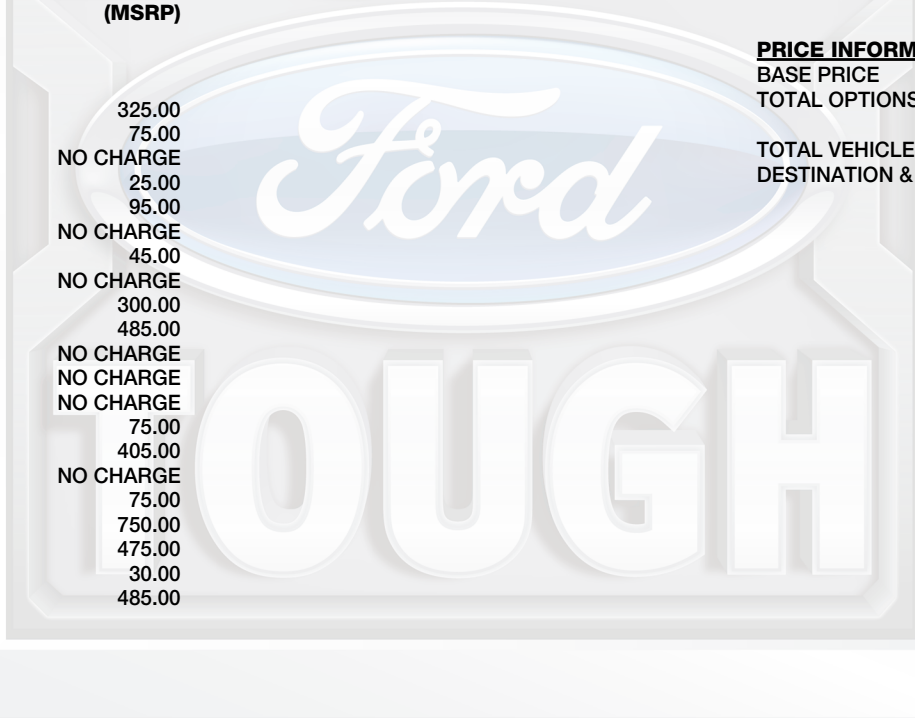 (MSRP)
325.00
75.00
NO CHARGE
25.00
95.00
NO CHARGE
45.00
NO CHARGE
300.00
485.00
NO CHARGE
NO CHARGE
NO CHARGE
75.00
405.00
NO CHARGE
75.00
750.00
475.00
30.00
485.00
PRICE INFORM
BASE PRICE
TOTAL OPTIONS
TOTAL VEHICLE
DESTINATION &
Ford
TOUGH